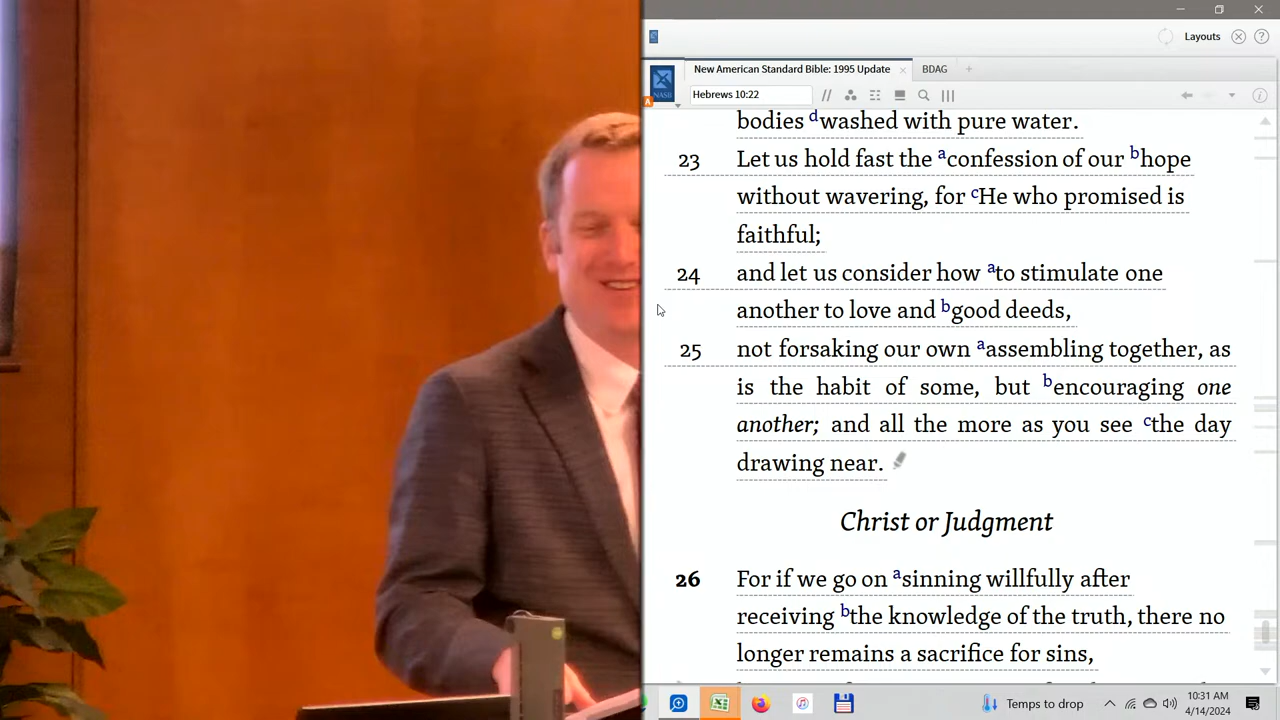 Layouts
New American Standard Bible: 1995 Update
BDAG
Hebrews 10:22
NASB
bodies dwashed with pure water.
23 Let us hold fast the aconfession of our bhope
without wavering, for cHe who promised is
faithful;
24 and let us consider how ato stimulate one
another to love and bgood deeds,
25 not forsaking our own aassembling together, as
is the habit of some, but bencouraging one
another; and all the more as you see cthe day
drawing near.
Christ or Judgment
26 For if we go on asinning willfully after
receiving bthe knowledge of the truth, there no
longer remains a sacrifice for sins,
Temps to drop
10:31 AM
4/14/2024